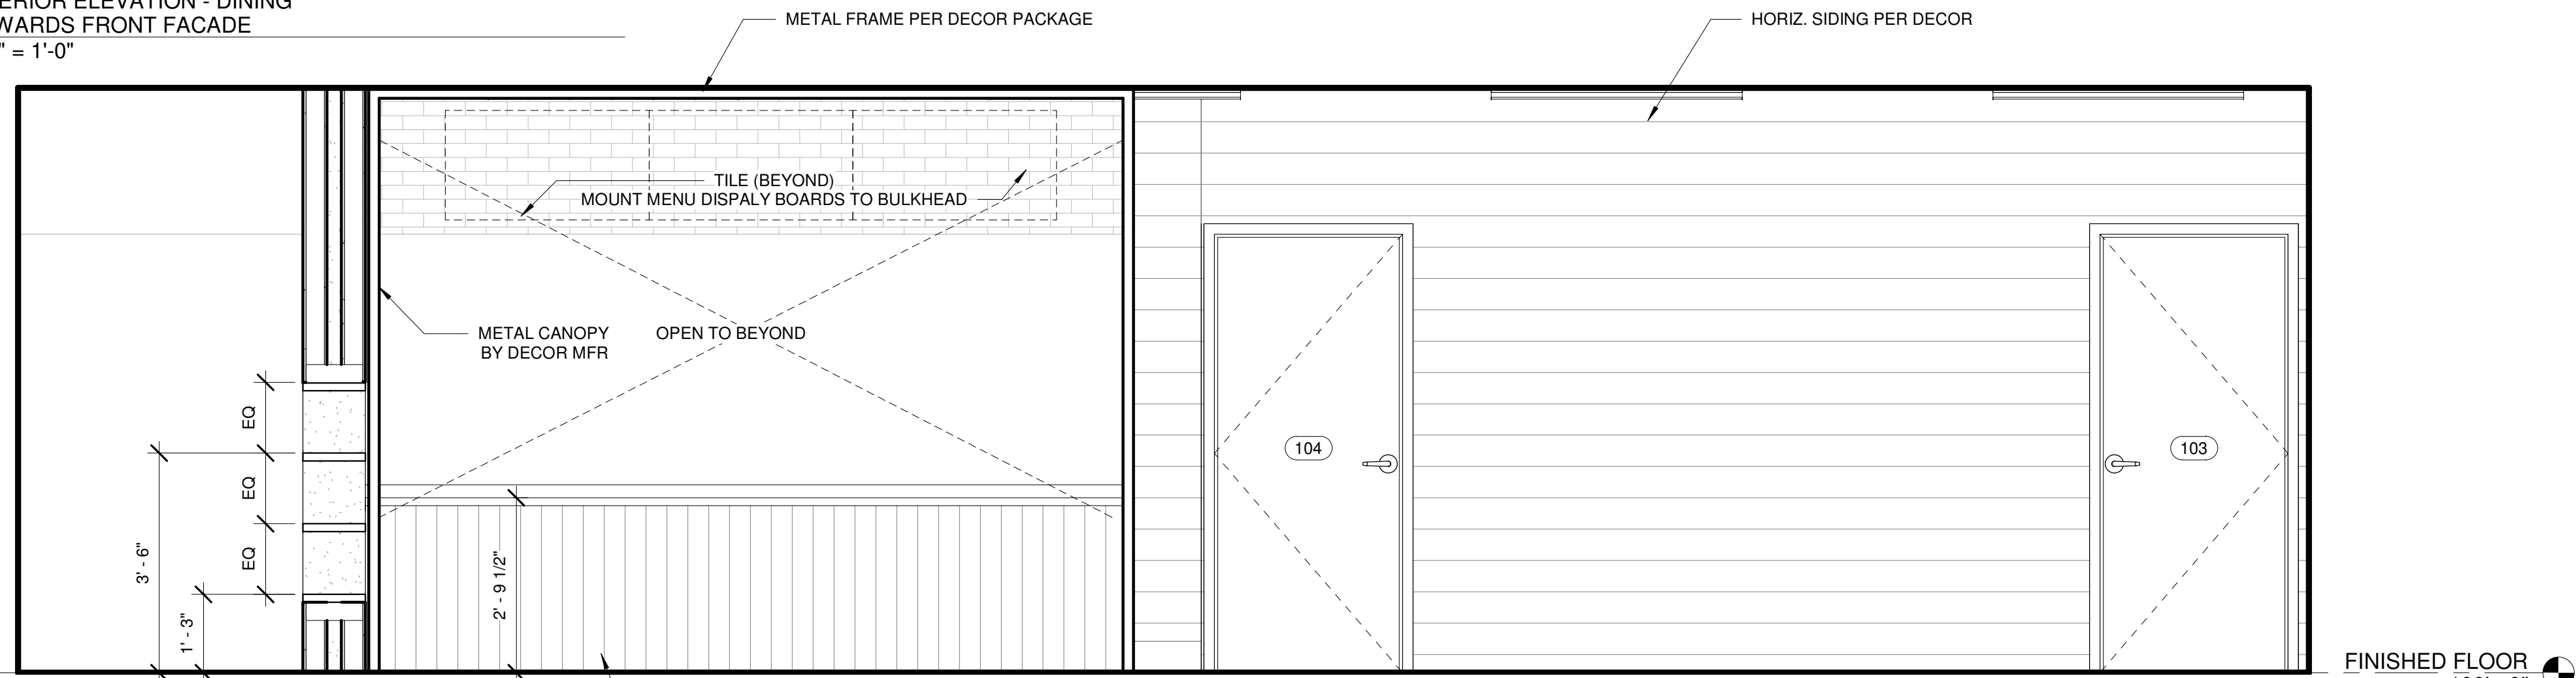 WARDS FRONT FACADE
" = 1'-0"
METAL FRAME PER DECOR PACKAGE
HORIZ. SIDING PER DECOR
TILE (BEYOND)
MOUNT MENU DISPALY BOARDS TO BULKHEAD
METAL CANOPY
BY DECOR MFR
OPEN TO BEYOND
EQ
EQ
EQ
3' - 6"
1' - 3"
2' - 9 1/2"
104
103
FINISHED FLOOR